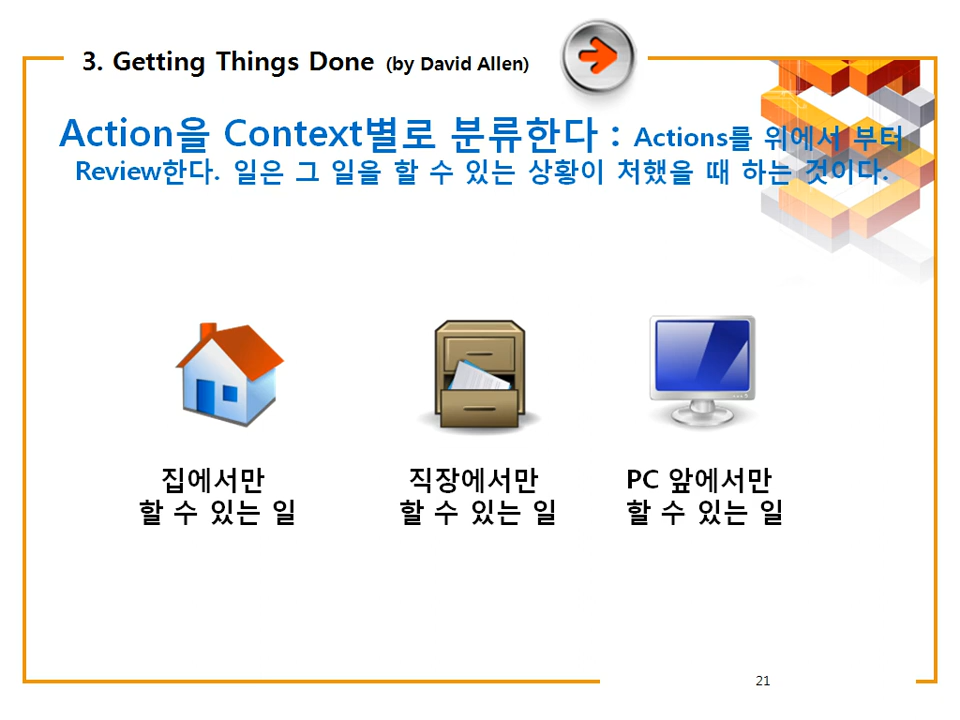 3. Getting Things Done (by David Allen)
Action을 Context별로 분류한다 : Actions를 위에서 부터
Review한다. 일은 그 일을 할 수 있는 상황이 처했을 때 하는 것이다.
집에서만
할 수 있는 일
직장에서만
할 수 있는 일
PC 앞에서만
할 수 있는 일
21